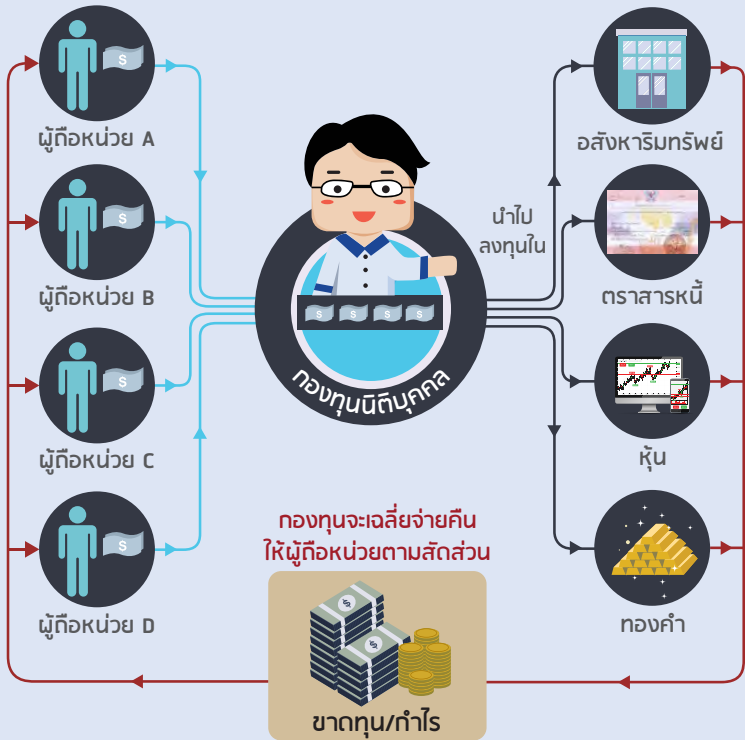 ผู้ถือหน่วย A
ผู้ถือหน่วย B
ผู้ถือหน่วย C
ผู้ถือหน่วย D
S
S
S
S
S S S S
กองทุนนิติบุคคล
นำไป
ลงทุนใน
อสังหาริมทรัพย์
ตราสารหนี้
หุ้น
ทองคำ
กองทุนจะเฉลี่ยจ่ายคืน
ให้ผู้ถือหน่วยตามสัดส่วน
ขาดทุน/กำไร